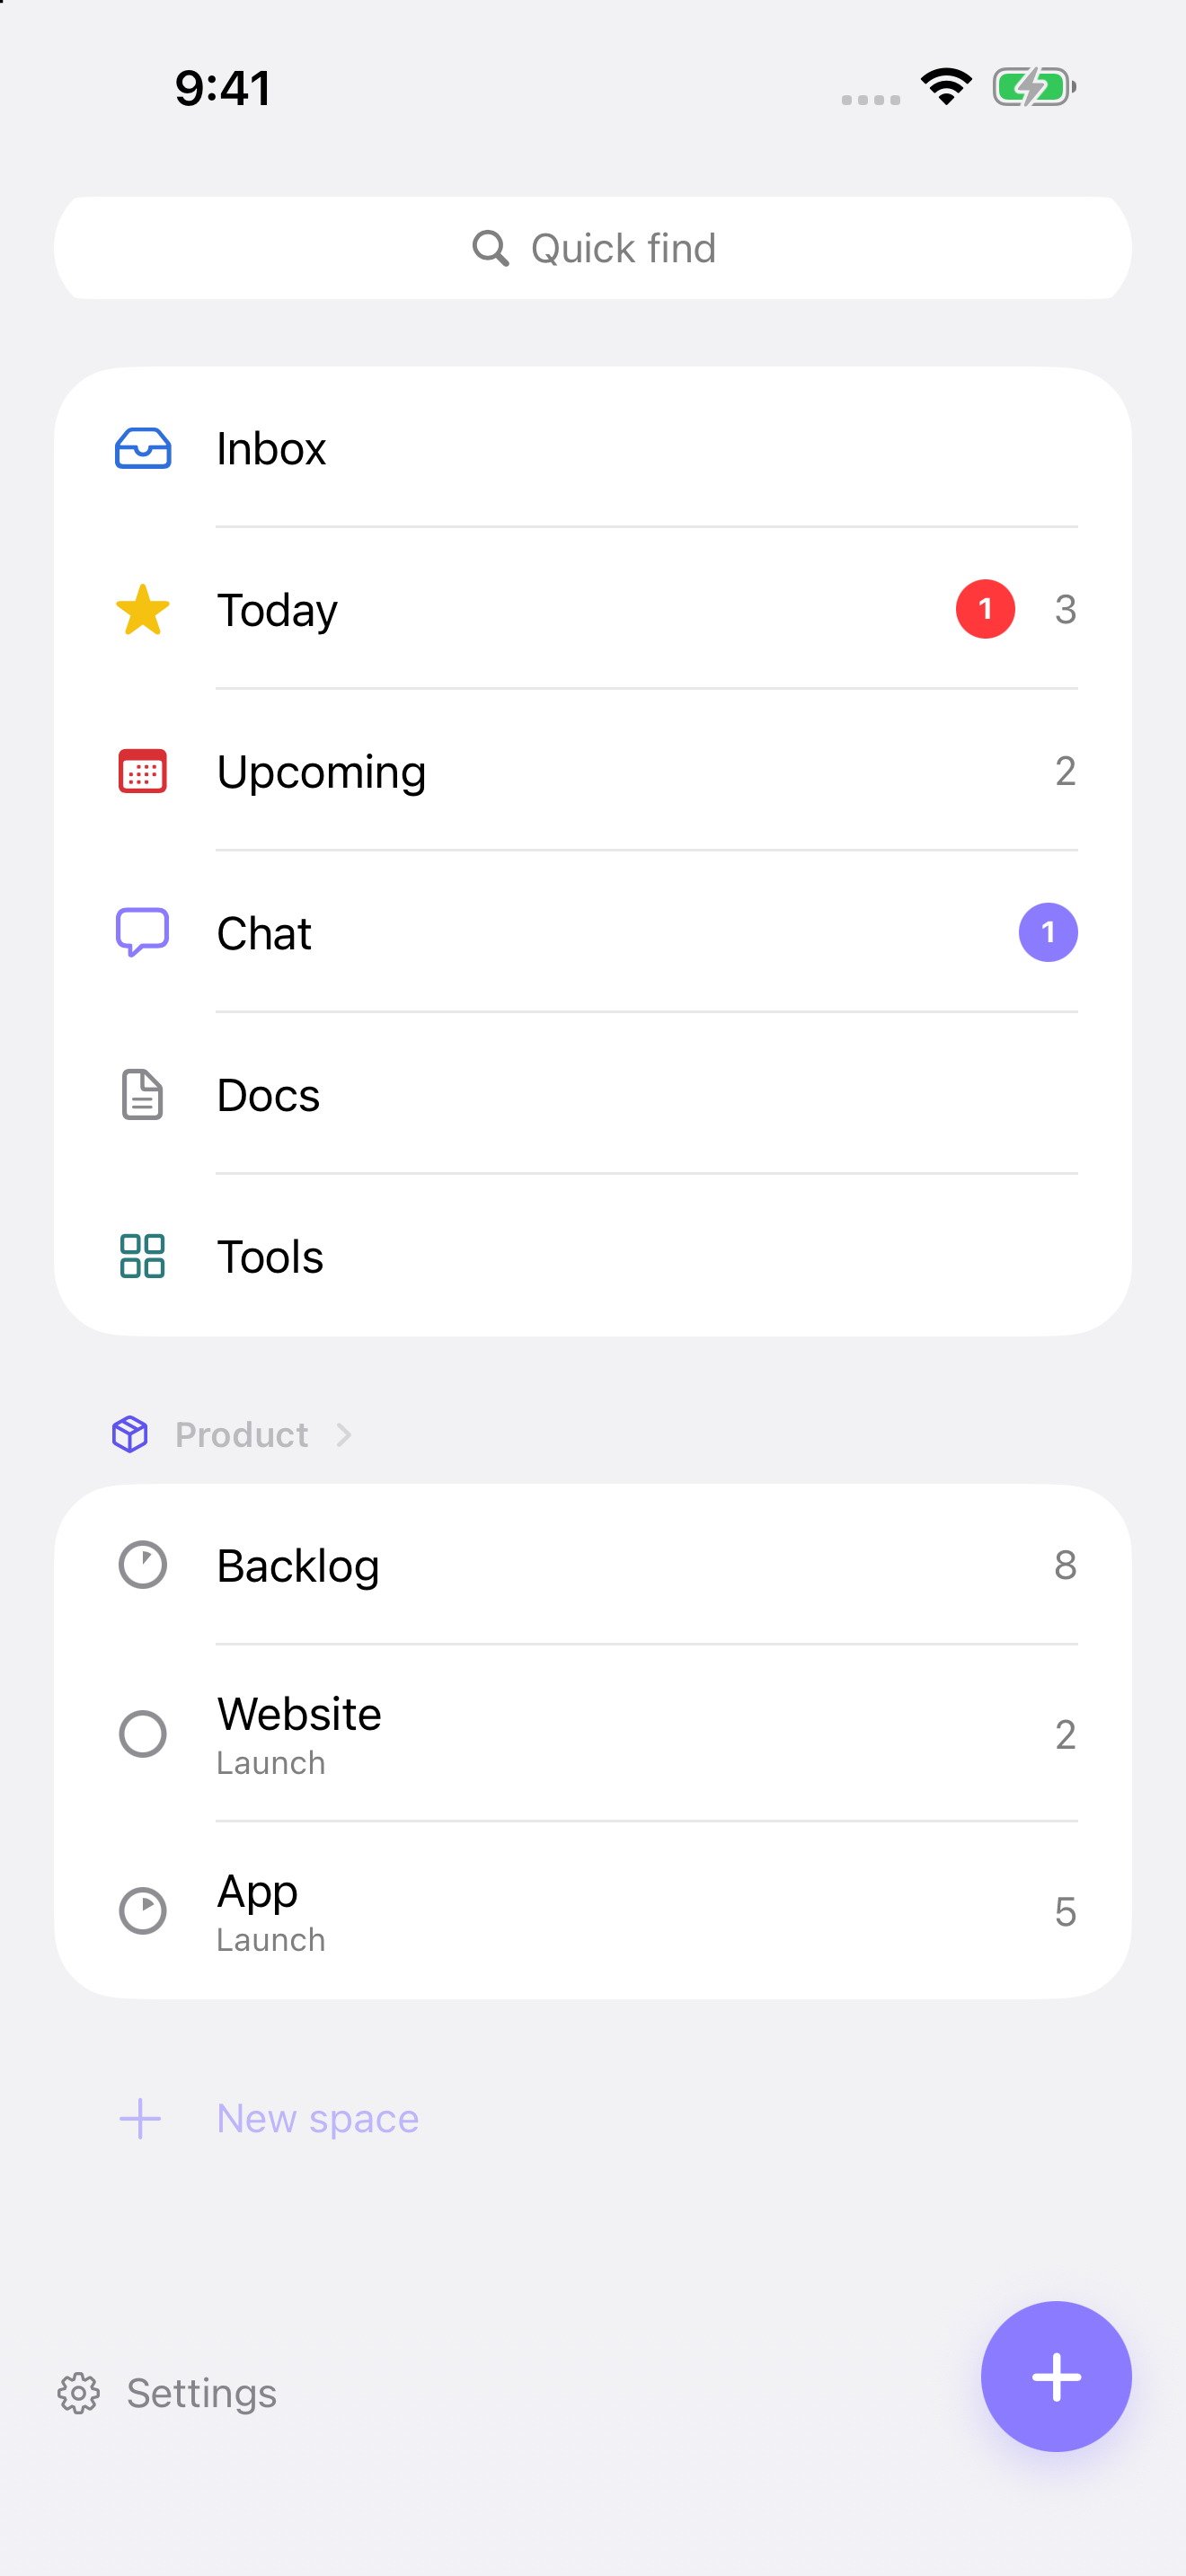 9:41
Quick find
Inbox
Today 1 3
Upcoming 2
Chat 1
Docs
Tools
Product
Backlog 8
Website 2
Launch
App 5
Launch
New space
Settings